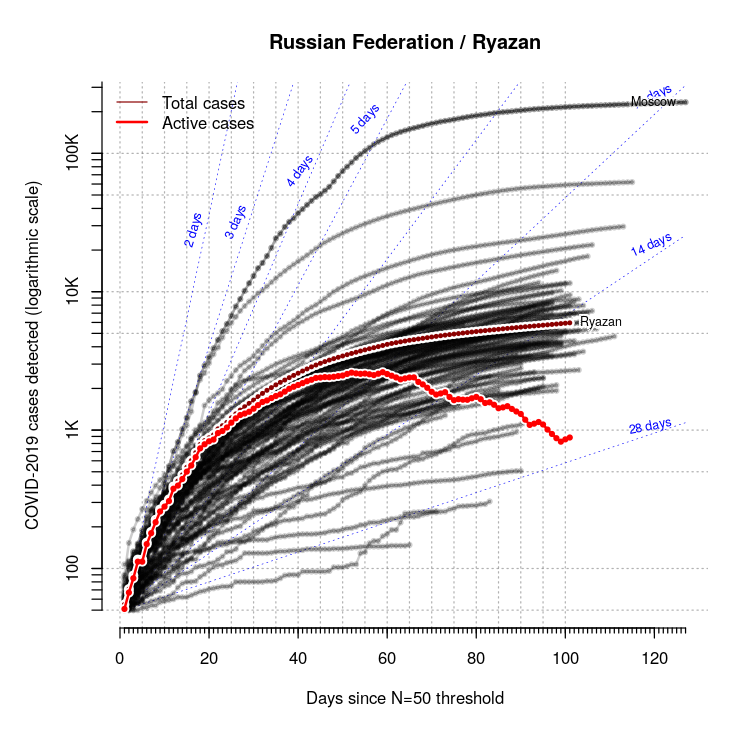 Russian Federation / Ryazan
Total cases
Active cases
2 days
3 days
4 days
5 days
days
Moscow
14 days
Ryazan
28 days
COVID-2019 cases detected (logarithmic scale)
100K
10K
1K
100
0 20 40 60 80 100 120
Days since N=50 threshold